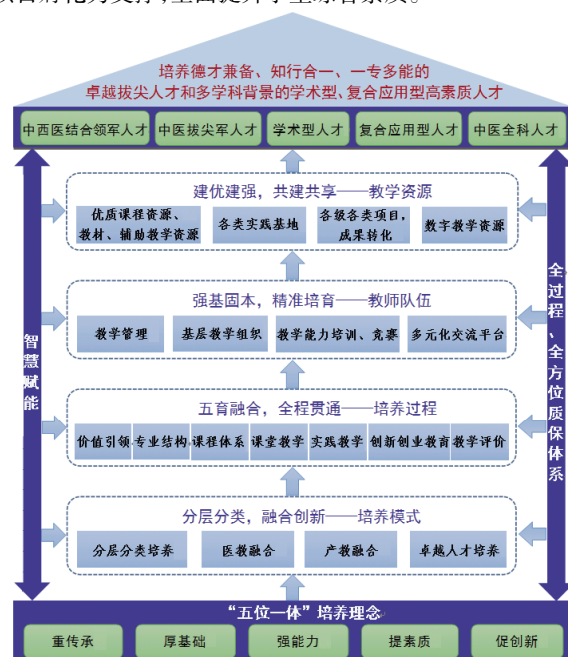 全面提升学生综合素质。
培养德才兼备、知行合一、一专多能的
卓越拔尖人才和多学科背景的学术型、复合应用型高素质人才
中西医结合领军人才 中医拔尖军人才 学术型人才 复合应用型人才 中医全科人才
建优建强，共建共享——教学资源
优质课程资源、
教材、辅助教学资源
各类实践基地
各级各类项目，
成果转化
数字教学资源
强基固本，精准培育——教师队伍
教学管理 基层教学组织 教学能力培训、竞赛 多元化交流平台
五育融合，全程贯通——培养过程
价值引领 专业结构 课程体系 课堂教学 实践教学 创新创业教育 教学评价
分层分类，融合创新——培养模式
分层分类培养 医教融合 产教融合 卓越人才培养
智慧赋能
全过程、全方位质保体系
“五位一体”培养理念
重传承 厚基础 强能力 提素质 促创新